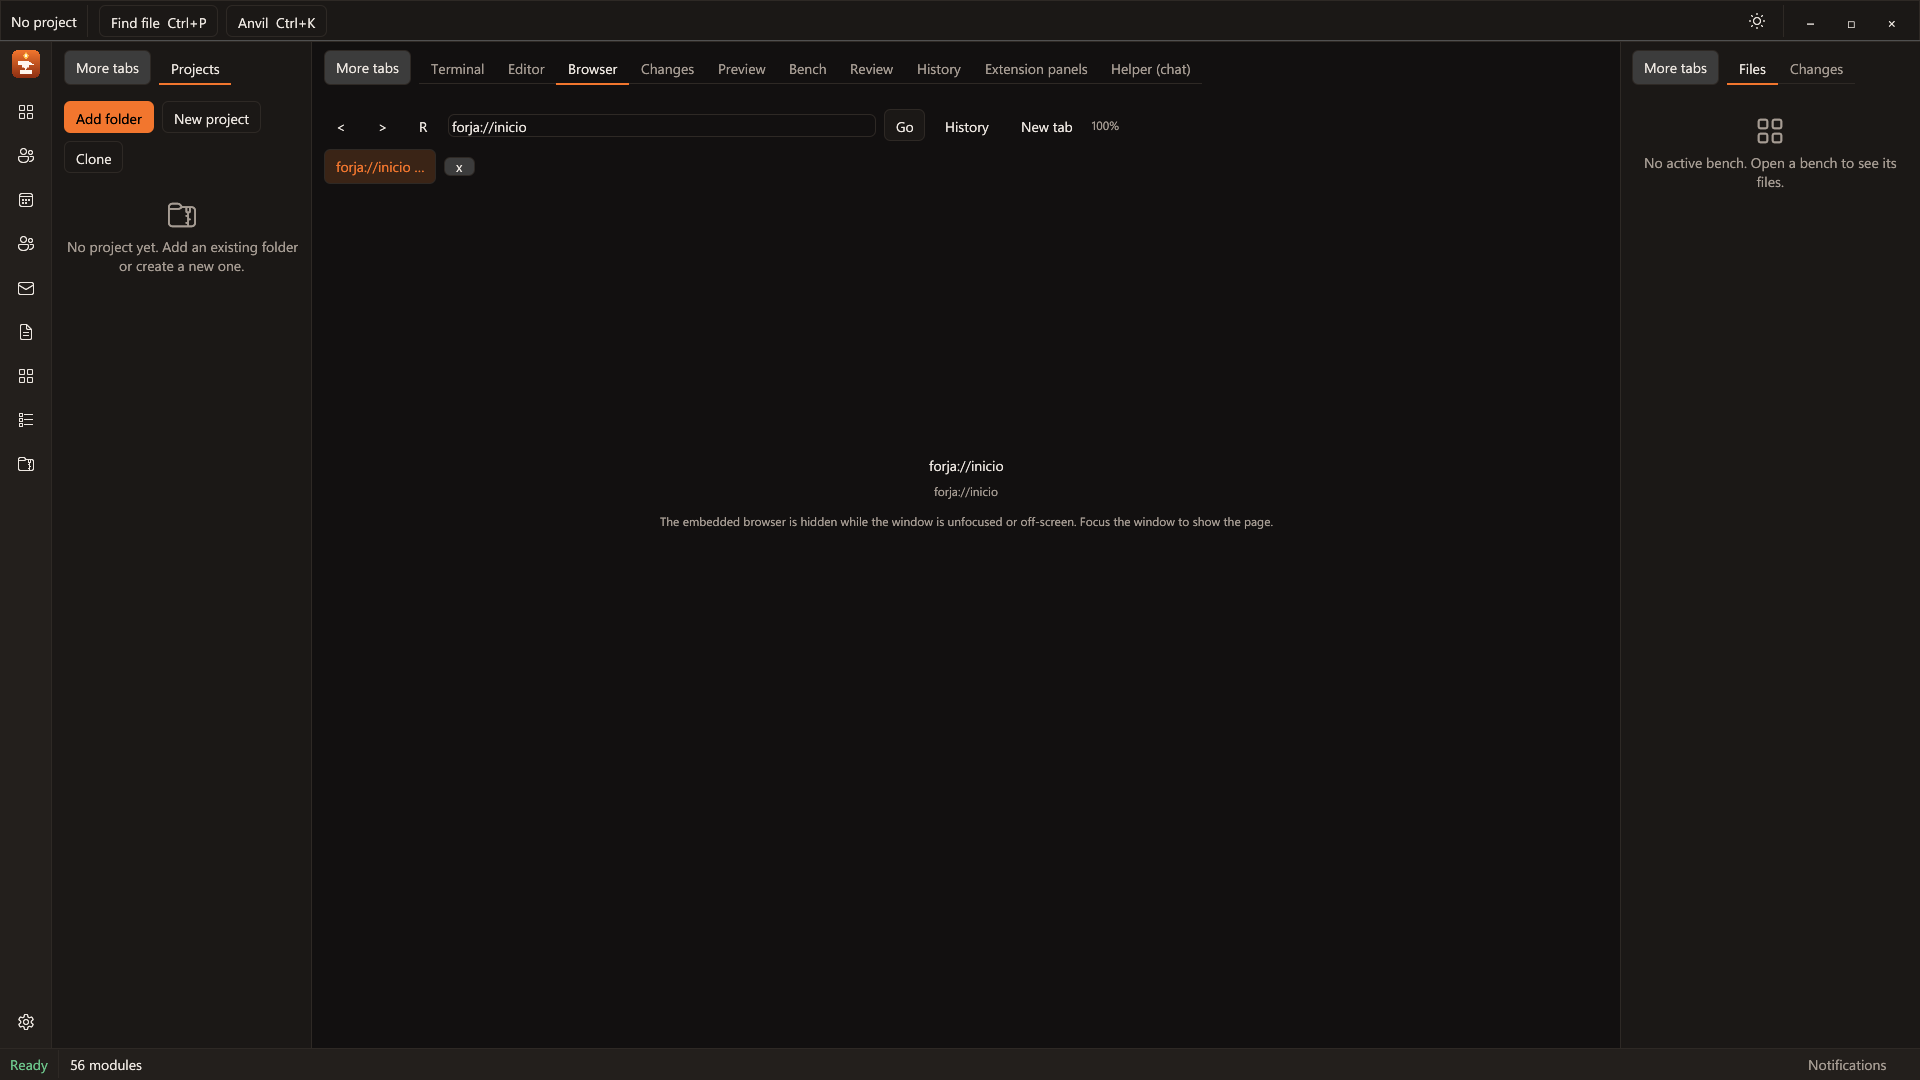 No project
Find file Ctrl+P
Anvil Ctrl+K
More tabs
Projects
Add folder
New project
Clone
No project yet. Add an existing folder
or create a new one.
More tabs
Terminal
Editor
Browser
Changes
Preview
Bench
Review
History
Extension panels
Helper (chat)
< > R forja://inicio Go History New tab 100%
forja://inicio ... x
forja://inicio
forja://inicio
The embedded browser is hidden while the window is unfocused or off-screen. Focus the window to show the page.
More tabs
Files
Changes
No active bench. Open a bench to see its
files.
Ready
56 modules
Notifications